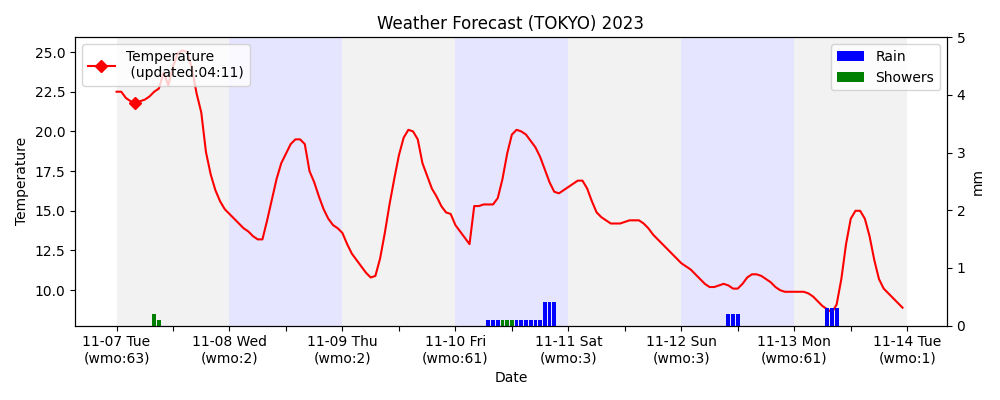 Weather Forecast (TOKYO) 2023
Temperature
(updated:04:11)
Rain
Showers
Temperature
25.0
22.5
20.0
17.5
15.0
12.5
10.0
5
4
3
2
1
0
mm
11-07 Tue
(wmo:63)
11-08 Wed
(wmo:2)
11-09 Thu
(wmo:2)
11-10 Fri
(wmo:61)
11-11 Sat
(wmo:3)
11-12 Sun
(wmo:3)
11-13 Mon
(wmo:61)
11-14 Tue
(wmo:1)
Date